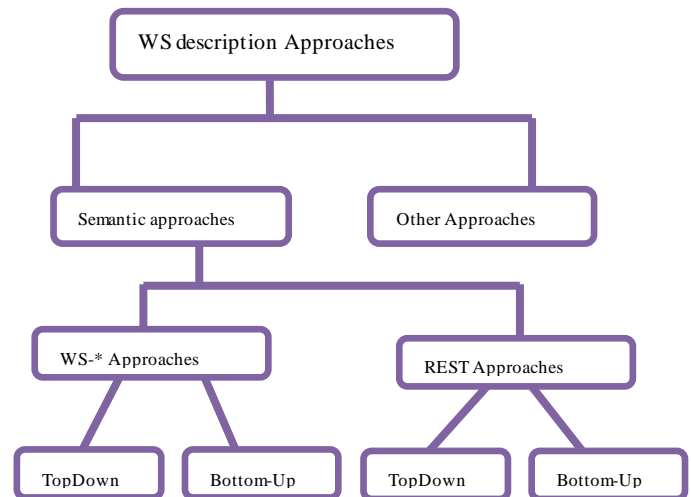 WS description Approaches
Semantic approaches
Other Approaches
WS-* Approaches
REST Approaches
TopDown
Bottom-Up
TopDown
Bottom-Up